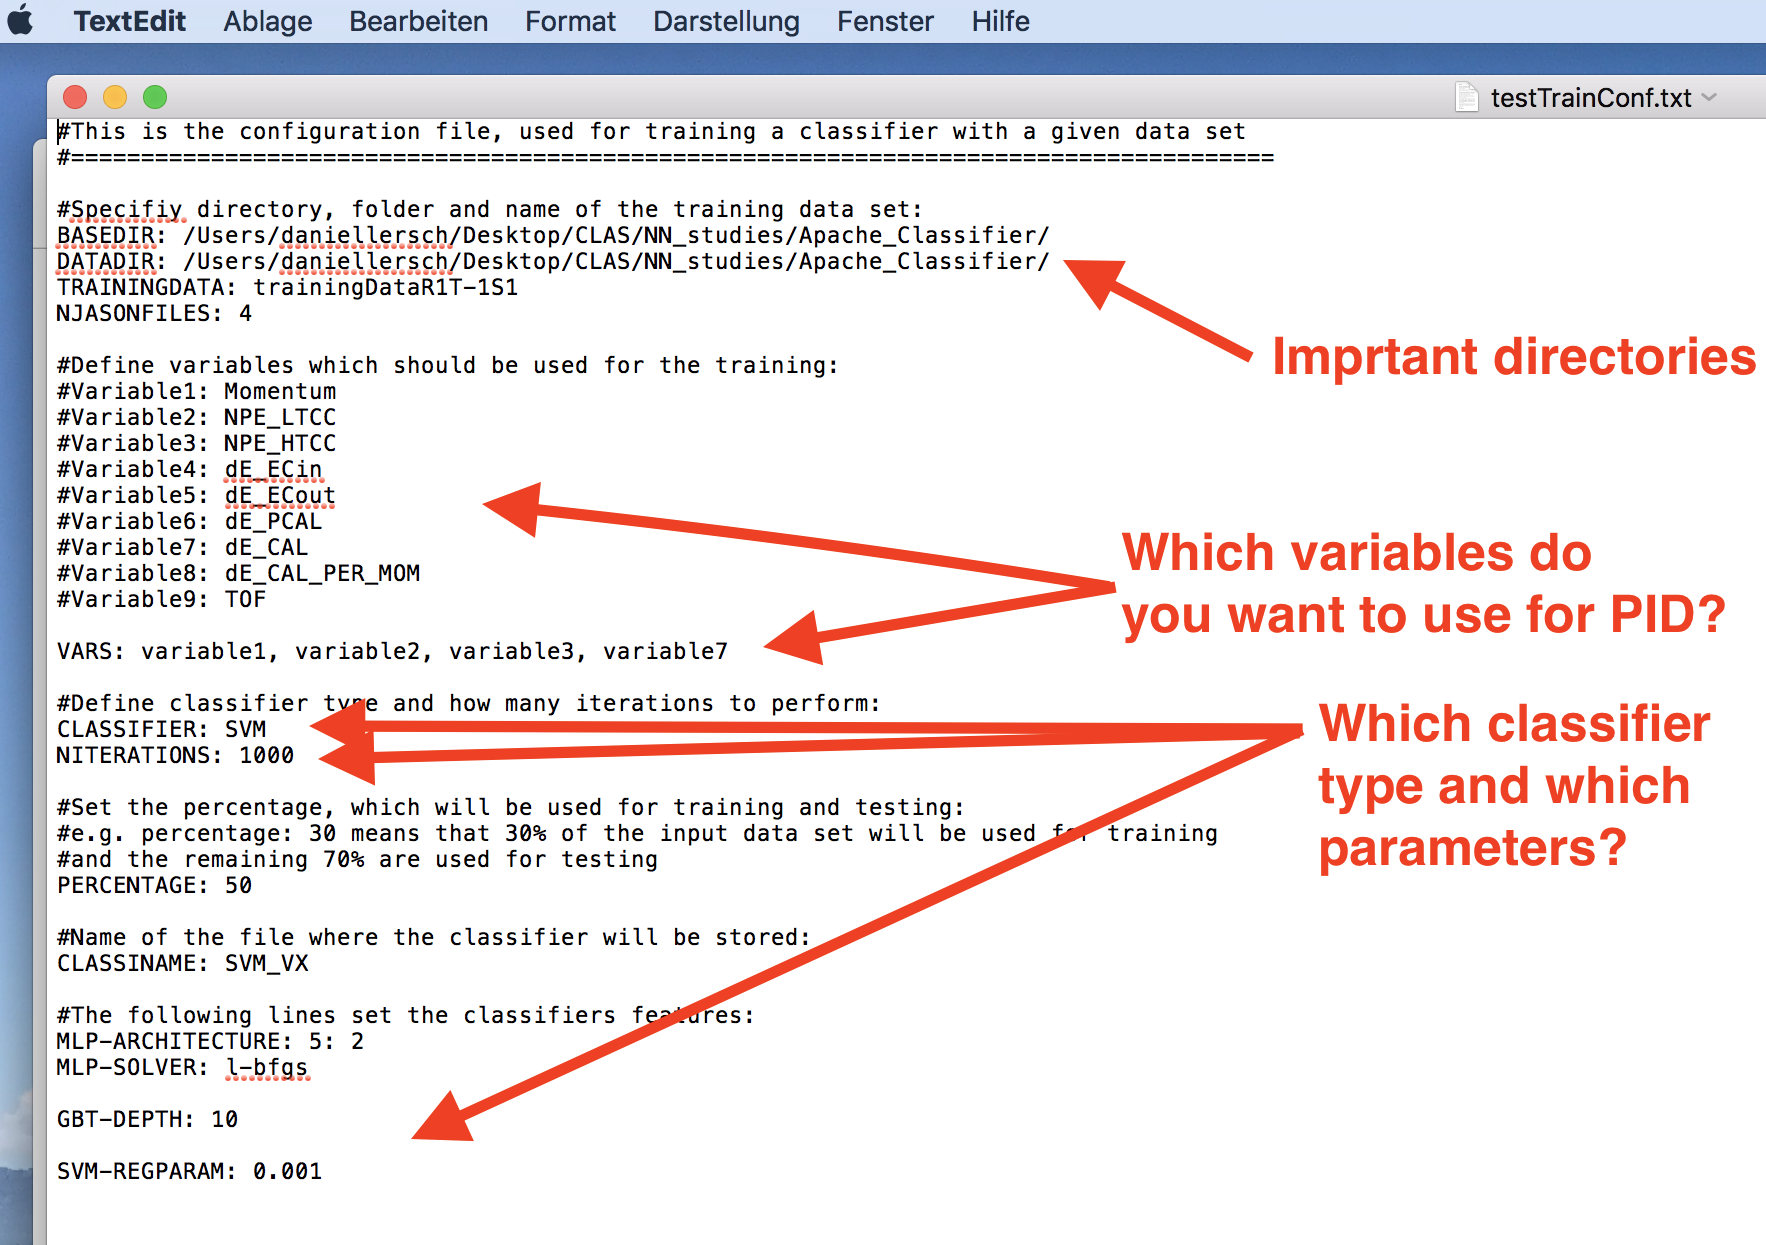 TextEdit Ablage Bearbeiten Format Darstellung Fenster Hilfe
testTrainConf.txt
#This is the configuration file, used for training a classifier with a given data set
#======================================================================================
#Specifiy directory, folder and name of the training data set:
BASEDIR: /Users/daniellersch/Desktop/CLAS/NN_studies/Apache_Classifier/
DATADIR: /Users/daniellersch/Desktop/CLAS/NN_studies/Apache_Classifier/
TRAININGDATA: trainingDataR1T-1S1
NJASONFILES: 4
Imprtant directories
#Define variables which should be used for the training:
#Variable1: Momentum
#Variable2: NPE_LTCC
#Variable3: NPE_HTCC
#Variable4: dE_ECin
#Variable5: dE_ECout
#Variable6: dE_PCAL
#Variable7: dE_CAL
#Variable8: dE_CAL_PER_MOM
#Variable9: TOF
Which variables do
you want to use for PID?
VARS: variable1, variable2, variable3, variable7
#Define classifier type and how many iterations to perform:
CLASSIFIER: SVM
NITERATIONS: 1000
Which classifier
type and which
parameters?
#Set the percentage, which will be used for training and testing:
#e.g. percentage: 30 means that 30% of the input data set will be used for training
#and the remaining 70% are used for testing
PERCENTAGE: 50
#Name of the file where the classifier will be stored:
CLASSINAME: SVM_VX
#The following lines set the classifiers features:
MLP-ARCHITECTURE: 5: 2
MLP-SOLVER: l-bfgs
GBT-DEPTH: 10
SVM-REGPARAM: 0.001